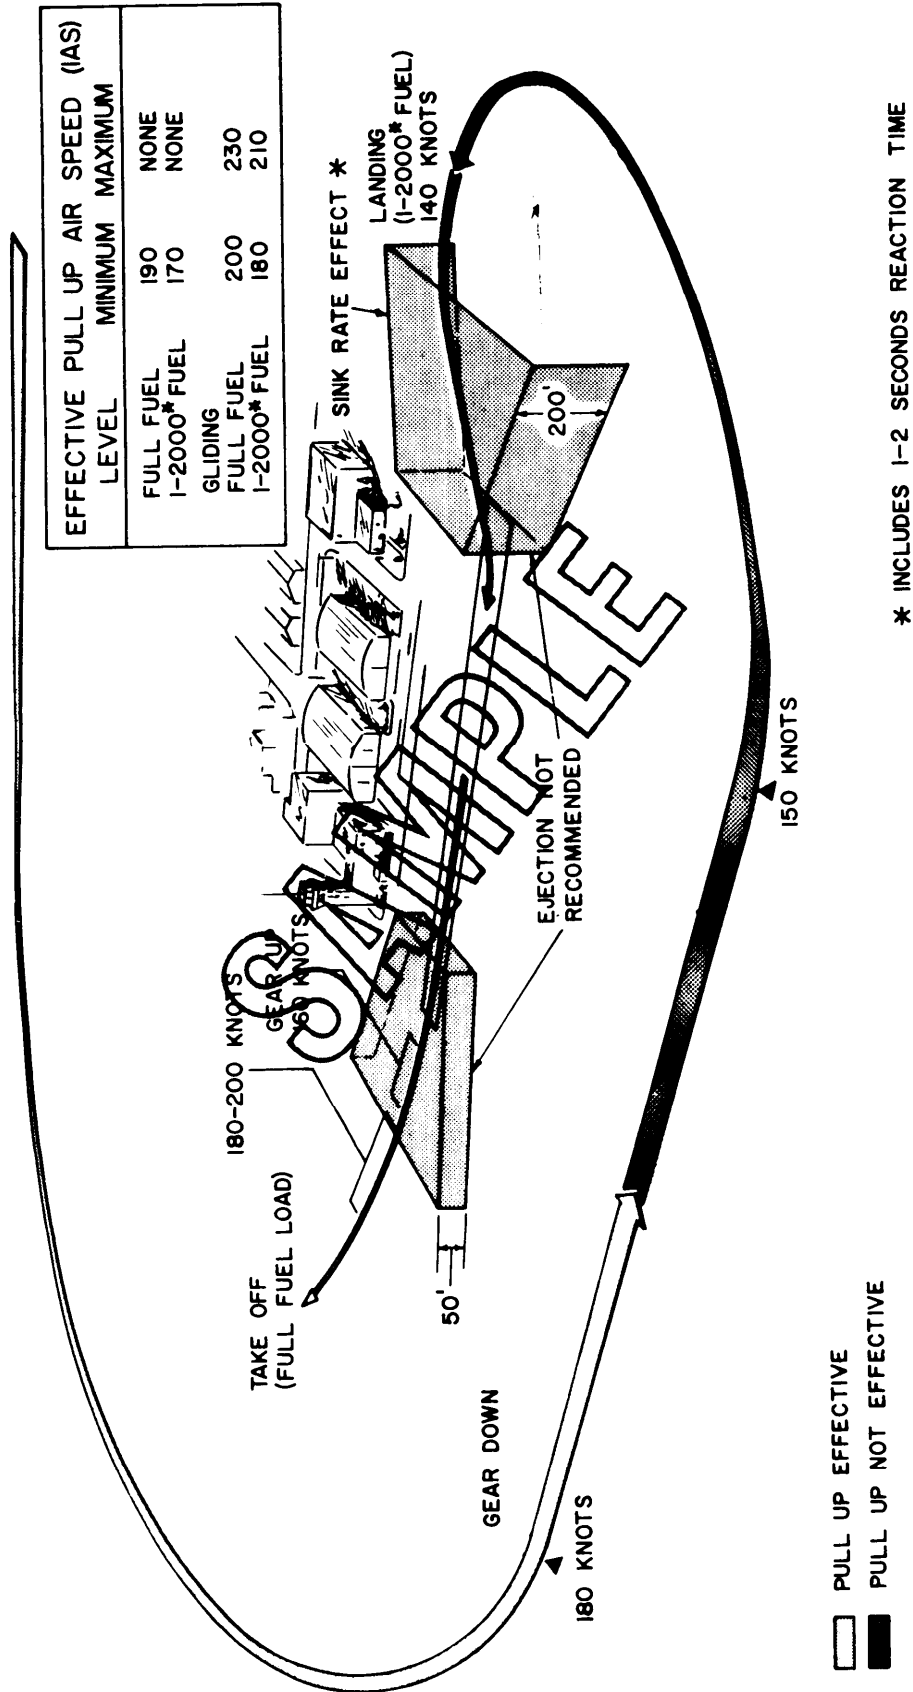 EFFECTIVE PULL UP AIR SPEED (IAS)
LEVEL MINIMUM MAXIMUM
FULL FUEL 190 NONE
1-2000# FUEL 170 NONE
GLIDING
FULL FUEL 200 230
1-2000# FUEL 180 210
SINK RATE EFFECT *
LANDING
(1-2000# FUEL)
140 KNOTS
200'
180-200 KNOTS
GEAR UP
160 KNOTS
TAKE OFF
(FULL FUEL LOAD)
50'
EJECTION NOT
RECOMMENDED
SAMPLE
GEAR DOWN
180 KNOTS
150 KNOTS
PULL UP EFFECTIVE
PULL UP NOT EFFECTIVE
* INCLUDES 1-2 SECONDS REACTION TIME